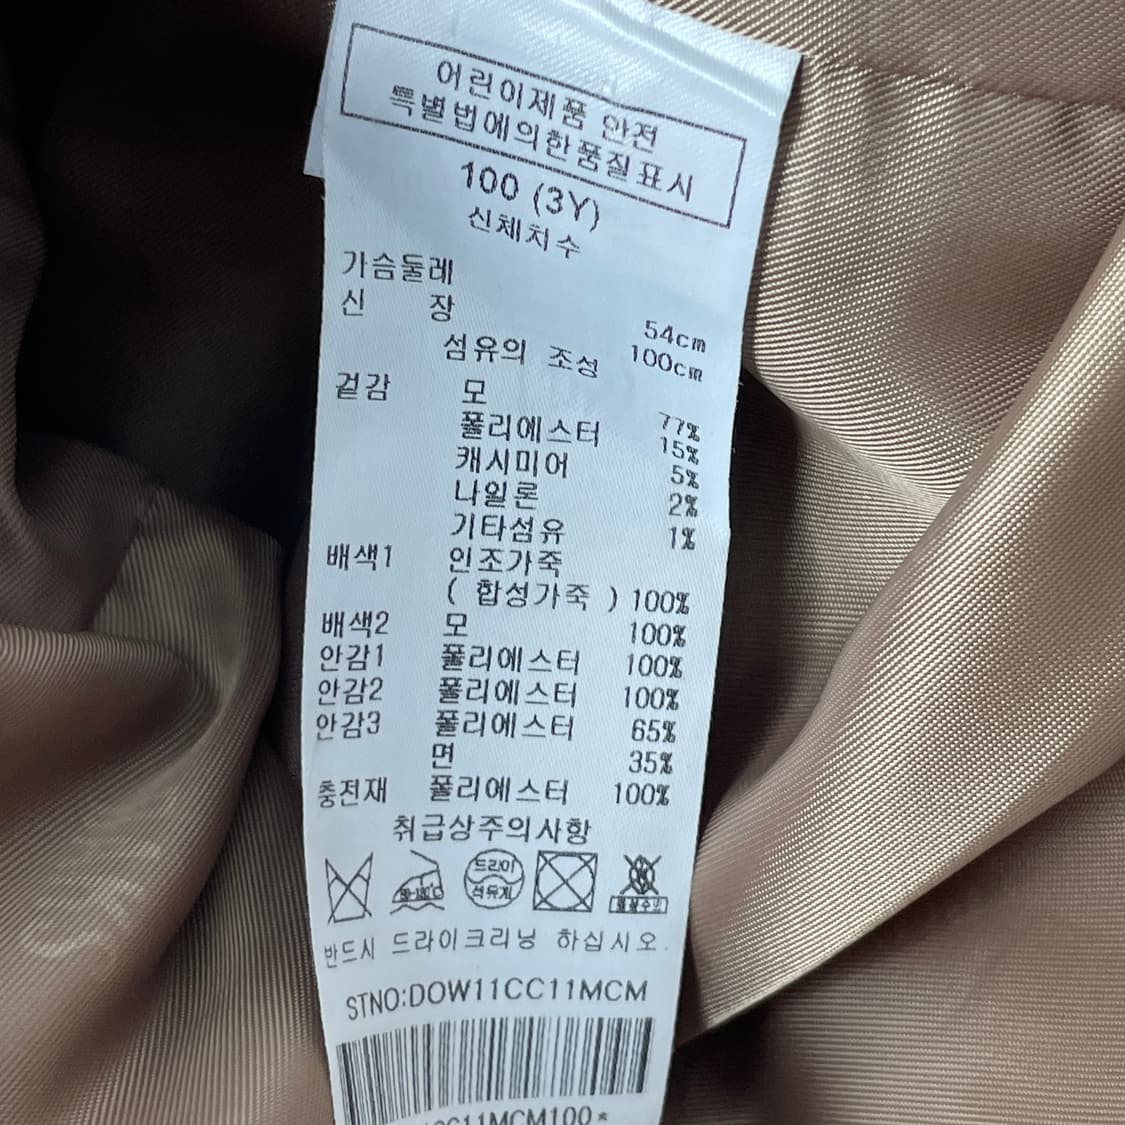 어린이제품 안전
특별법에의한품질표시
100 (3Y)
신체치수
가슴둘레 54cm
신 장 100cm
섬유의 조성
겉감 모 77%
폴리에스터 15%
캐시미어 5%
나일론 2%
기타섬유 1%
배색1 인조가죽
( 합성가죽 ) 100%
배색2 모 100%
안감1 폴리에스터 100%
안감2 폴리에스터 100%
안감3 폴리에스터 65%
면 35%
충전재 폴리에스터 100%
취급상주의사항
드라이
석유계
반드시 드라이크리닝 하십시오.
STNO:DOW11CC11MCM
CC11MCM100*